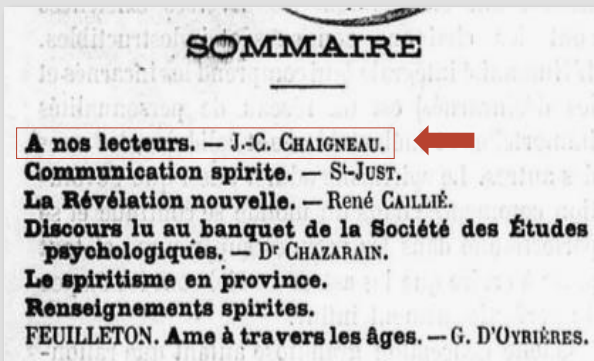 SOMMAIRE
A nos lecteurs. — J.-C. CHAIGNEAU.
Communication spirite. — St-JUST.
La Révélation nouvelle. — René CAILLIÉ.
Discours lu au banquet de la Société des Études
psychologiques. — Dr CHAZARAIN.
Le spiritisme en province.
Renseignements spirites.
FEUILLETON. Ame à travers les âges. — G. D'OYRIÈRES.